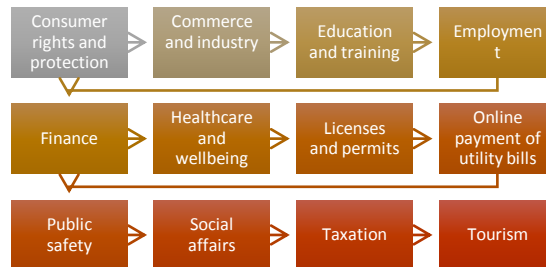 Consumer
rights and
protection
Commerce
and industry
Education
and training
Employmen
t
Finance
Healthcare
and
wellbeing
Licenses
and permits
Online
payment of
utility bills
Public
safety
Social
affairs
Taxation
Tourism